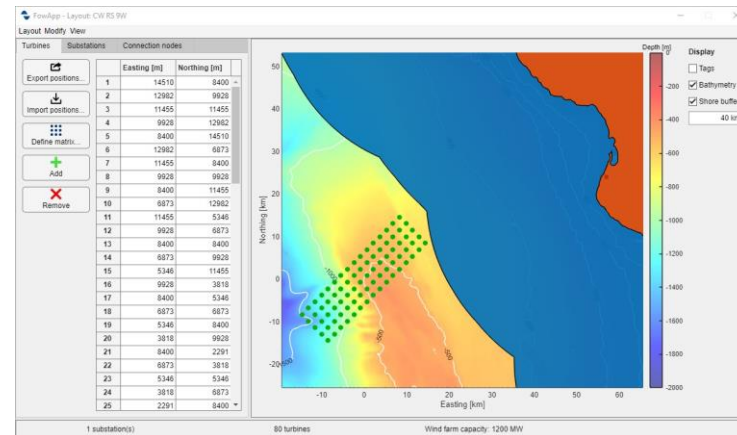 FowApp - Layout: CW RS 9W
Layout Modify View
Turbines Substations Connection nodes
Export positions...
Import positions...
Define matrix...
Add
Remove
Easting [m] Northing [m]
1 14510 8400
2 12982 9928
3 11455 11455
4 9928 12982
5 8400 14510
6 12982 6873
7 11455 8400
8 9928 9928
9 8400 11455
10 6873 12982
11 11455 5346
12 9928 6873
13 8400 8400
14 6873 9928
15 5346 11455
16 9928 3818
17 8400 5346
18 6873 6873
19 5346 8400
20 3818 9928
21 8400 2291
22 6873 3818
23 5346 5346
24 3818 6873
25 2291 8400
Northing [km]
50
40
30
20
10
0
-10
-20
-1000
-500
-500
-10 0 10 20 30 40 50 60
Easting [km]
Depth [m]
0
-200
-400
-600
-800
-1000
-1200
-1400
-1600
-1800
-2000
Display
Tags
Bathymetry
Shore buffe
40 km
1 substation(s) 80 turbines Wind farm capacity: 1200 MW